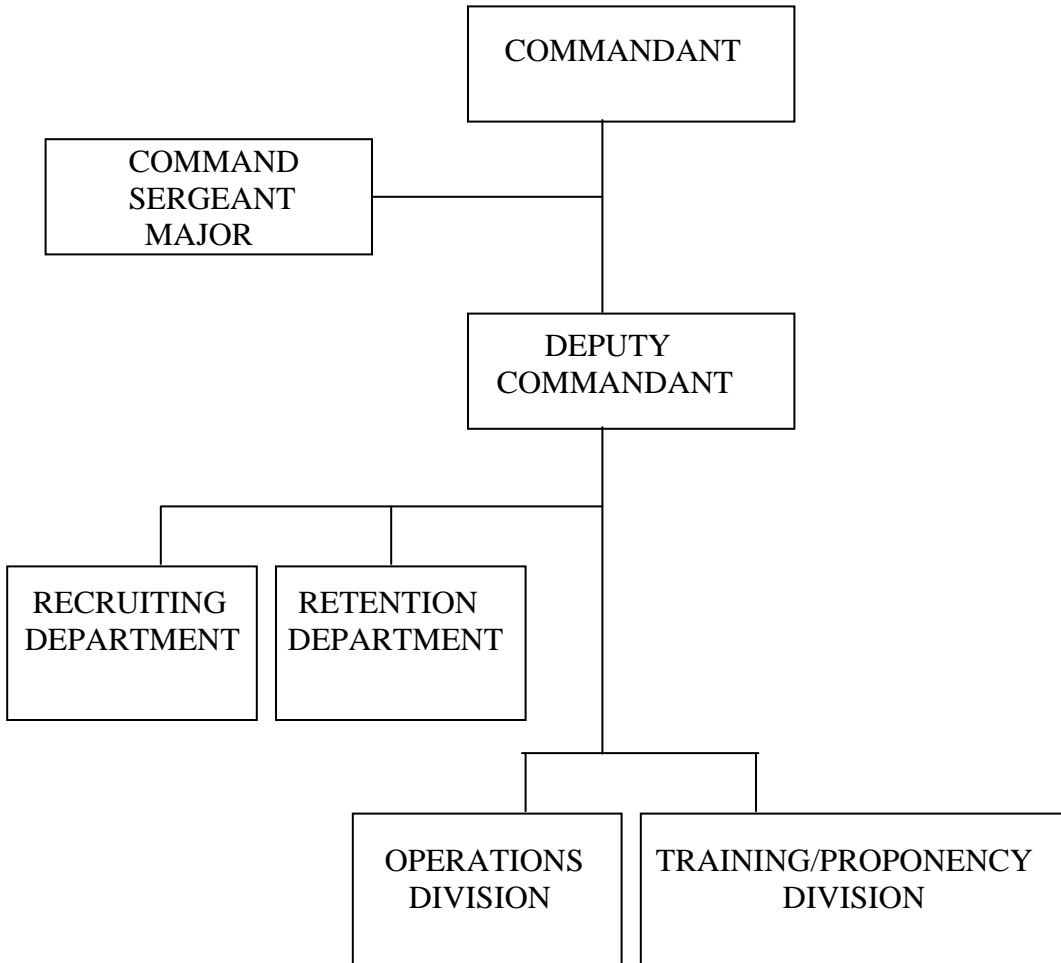 COMMANDANT
COMMAND
SERGEANT
MAJOR
DEPUTY
COMMANDANT
RECRUITING
DEPARTMENT
RETENTION
DEPARTMENT
OPERATIONS
DIVISION
TRAINING/PROPONENCY
DIVISION